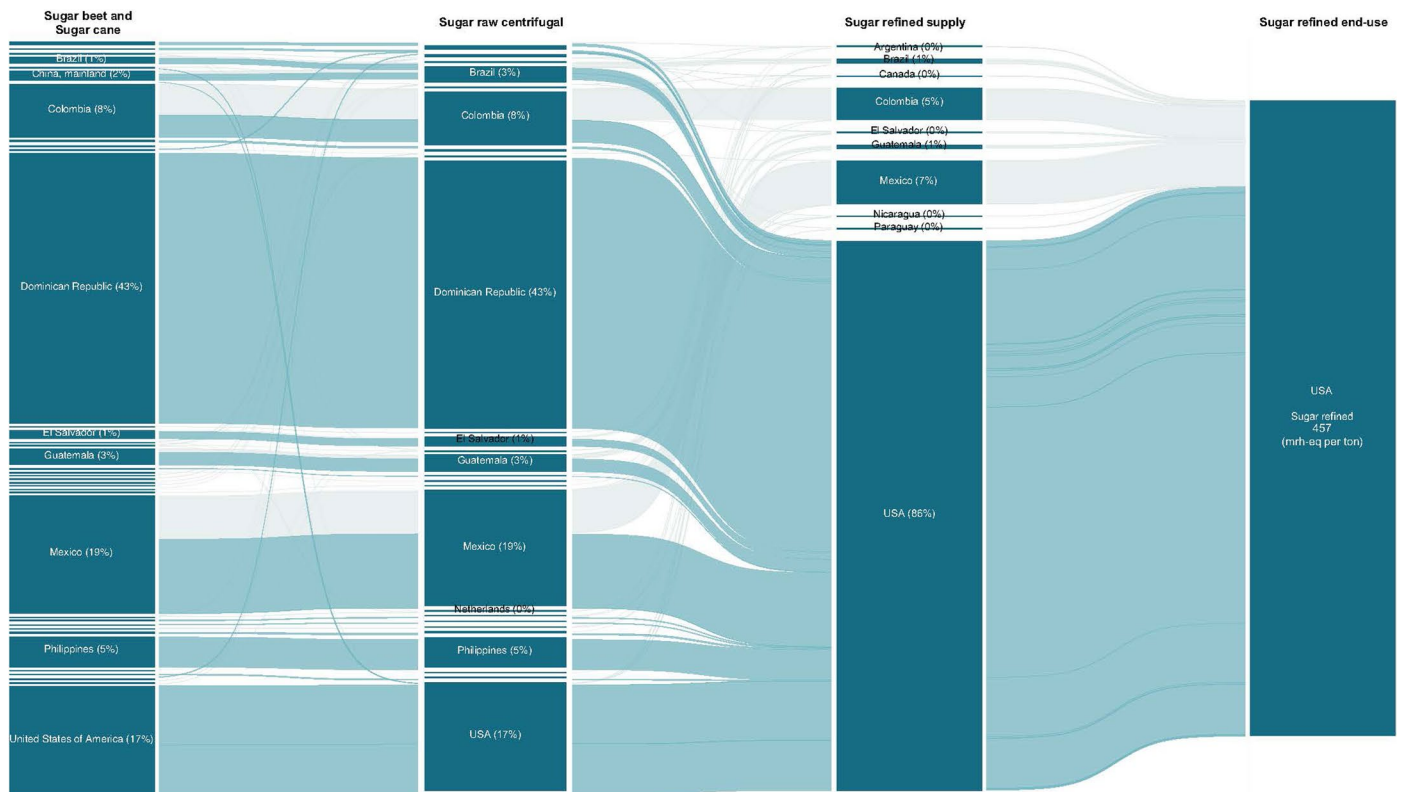 Sugar beet and
Sugar cane
Brazil (1%)
China, mainland (2%)
Colombia (8%)
Dominican Republic (43%)
El Salvador (1%)
Guatemala (3%)
Mexico (19%)
Philippines (5%)
United States of America (17%)
Sugar raw centrifugal
Brazil (3%)
Colombia (8%)
Dominican Republic (43%)
El Salvador (1%)
Guatemala (3%)
Mexico (19%)
Netherlands (0%)
Philippines (5%)
USA (17%)
Sugar refined supply
Argentina (0%)
Brazil (1%)
Canada (0%)
Colombia (5%)
El Salvador (0%)
Guatemala (1%)
Mexico (7%)
Nicaragua (0%)
Paraguay (0%)
USA (86%)
Sugar refined end-use
USA
Sugar refined
457
(mrh-eq per ton)